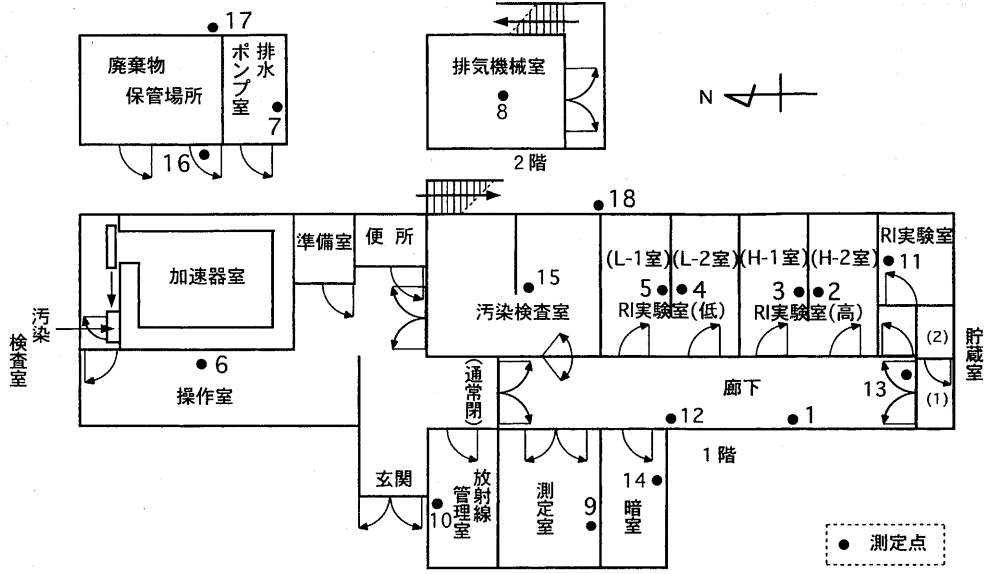 17
廃棄物
保管場所
排水
ポンプ室
7
16
排気機械室
8
2階
N
18
準備室
便 所
加速器室
汚染
検査室
6
操作室
15
汚染検査室
(L-1室)
(L-2室)
(H-1室)
(H-2室)
5
4
3
2
RI実験室(低)
RI実験室(高)
RI実験室
11
(2)
(1)
貯蔵室
13
廊下
12
1
1階
(通常閉)
玄関
放射線
管理室
10
測定室
9
14
暗室
測定点